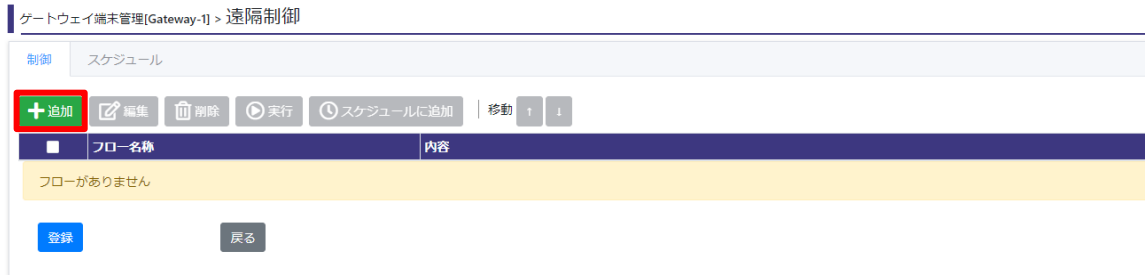 ゲートウェイ端末管理[Gateway-1] > 遠隔制御
制御 スケジュール
追加 編集 削除 実行 スケジュールに追加 移動 ↑ ↓
フロー名称 内容
フローがありません
登録 戻る